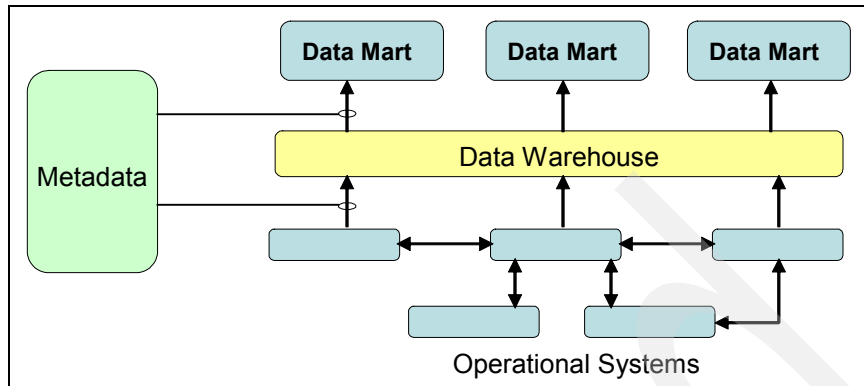 Data Mart
Data Mart
Data Mart
Metadata
Data Warehouse
Operational Systems